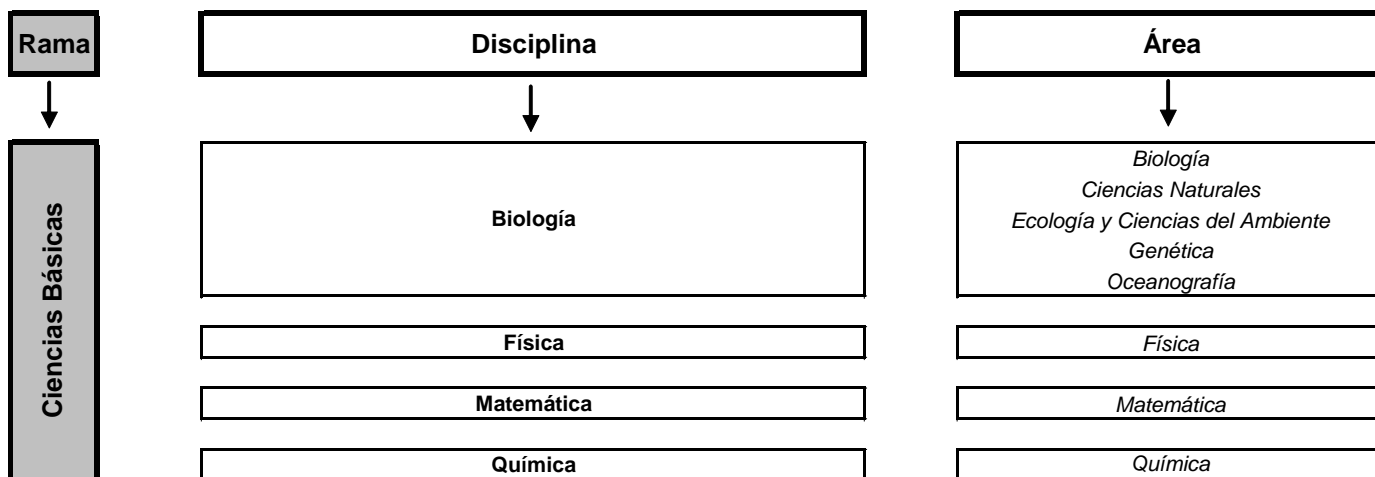 Rama
Disciplina
Área
Ciencias Básicas
Biología
Biología
Ciencias Naturales
Ecología y Ciencias del Ambiente
Genética
Oceanografía
Física
Física
Matemática
Matemática
Química
Química